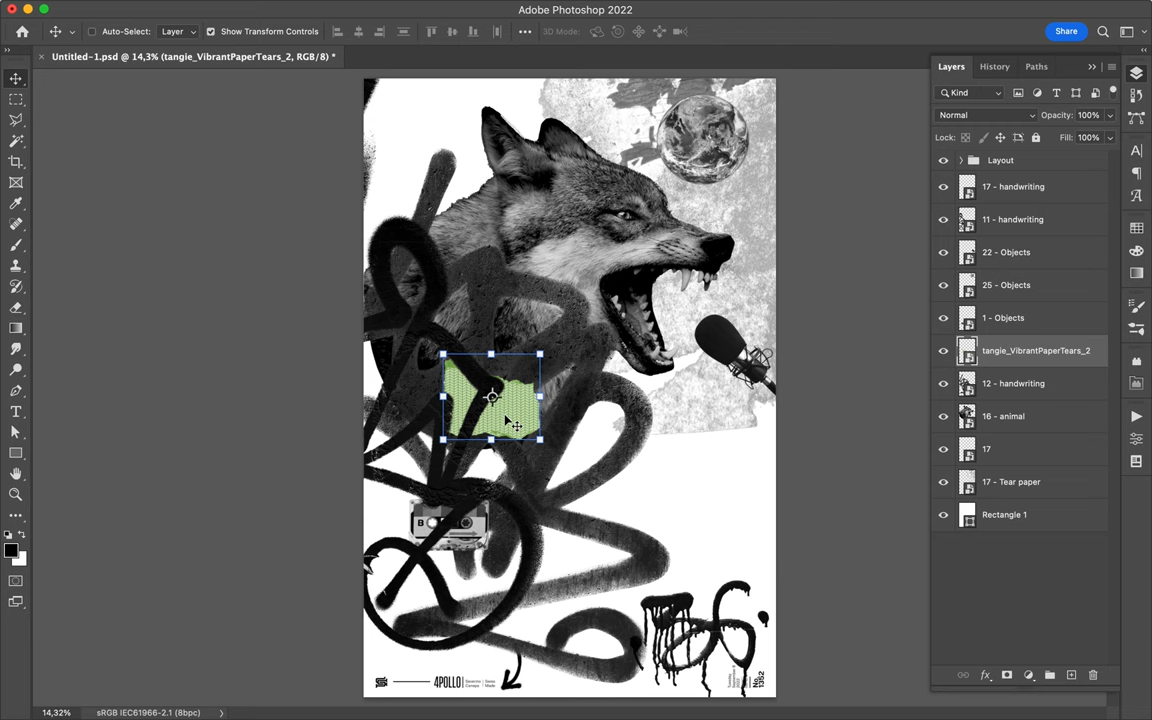 Adobe Photoshop 2022
Auto-Select:
Layer
Show Transform Controls
3D Mode:
Share
Untitled-1.psd @ 14,3% (tangie_VibrantPaperTears_2, RGB/8) *
Layers
History
Paths
Kind
Normal
Opacity: 100%
Lock:
Fill: 100%
Layout
17 - handwriting
11 - handwriting
22 - Objects
25 - Objects
1 - Objects
tangie_VibrantPaperTears_2
12 - handwriting
16 - animal
17
17 - Tear paper
Rectangle 1
B
4POLLO
No. 1352
14,32%
sRGB IEC61966-2.1 (8bpc)